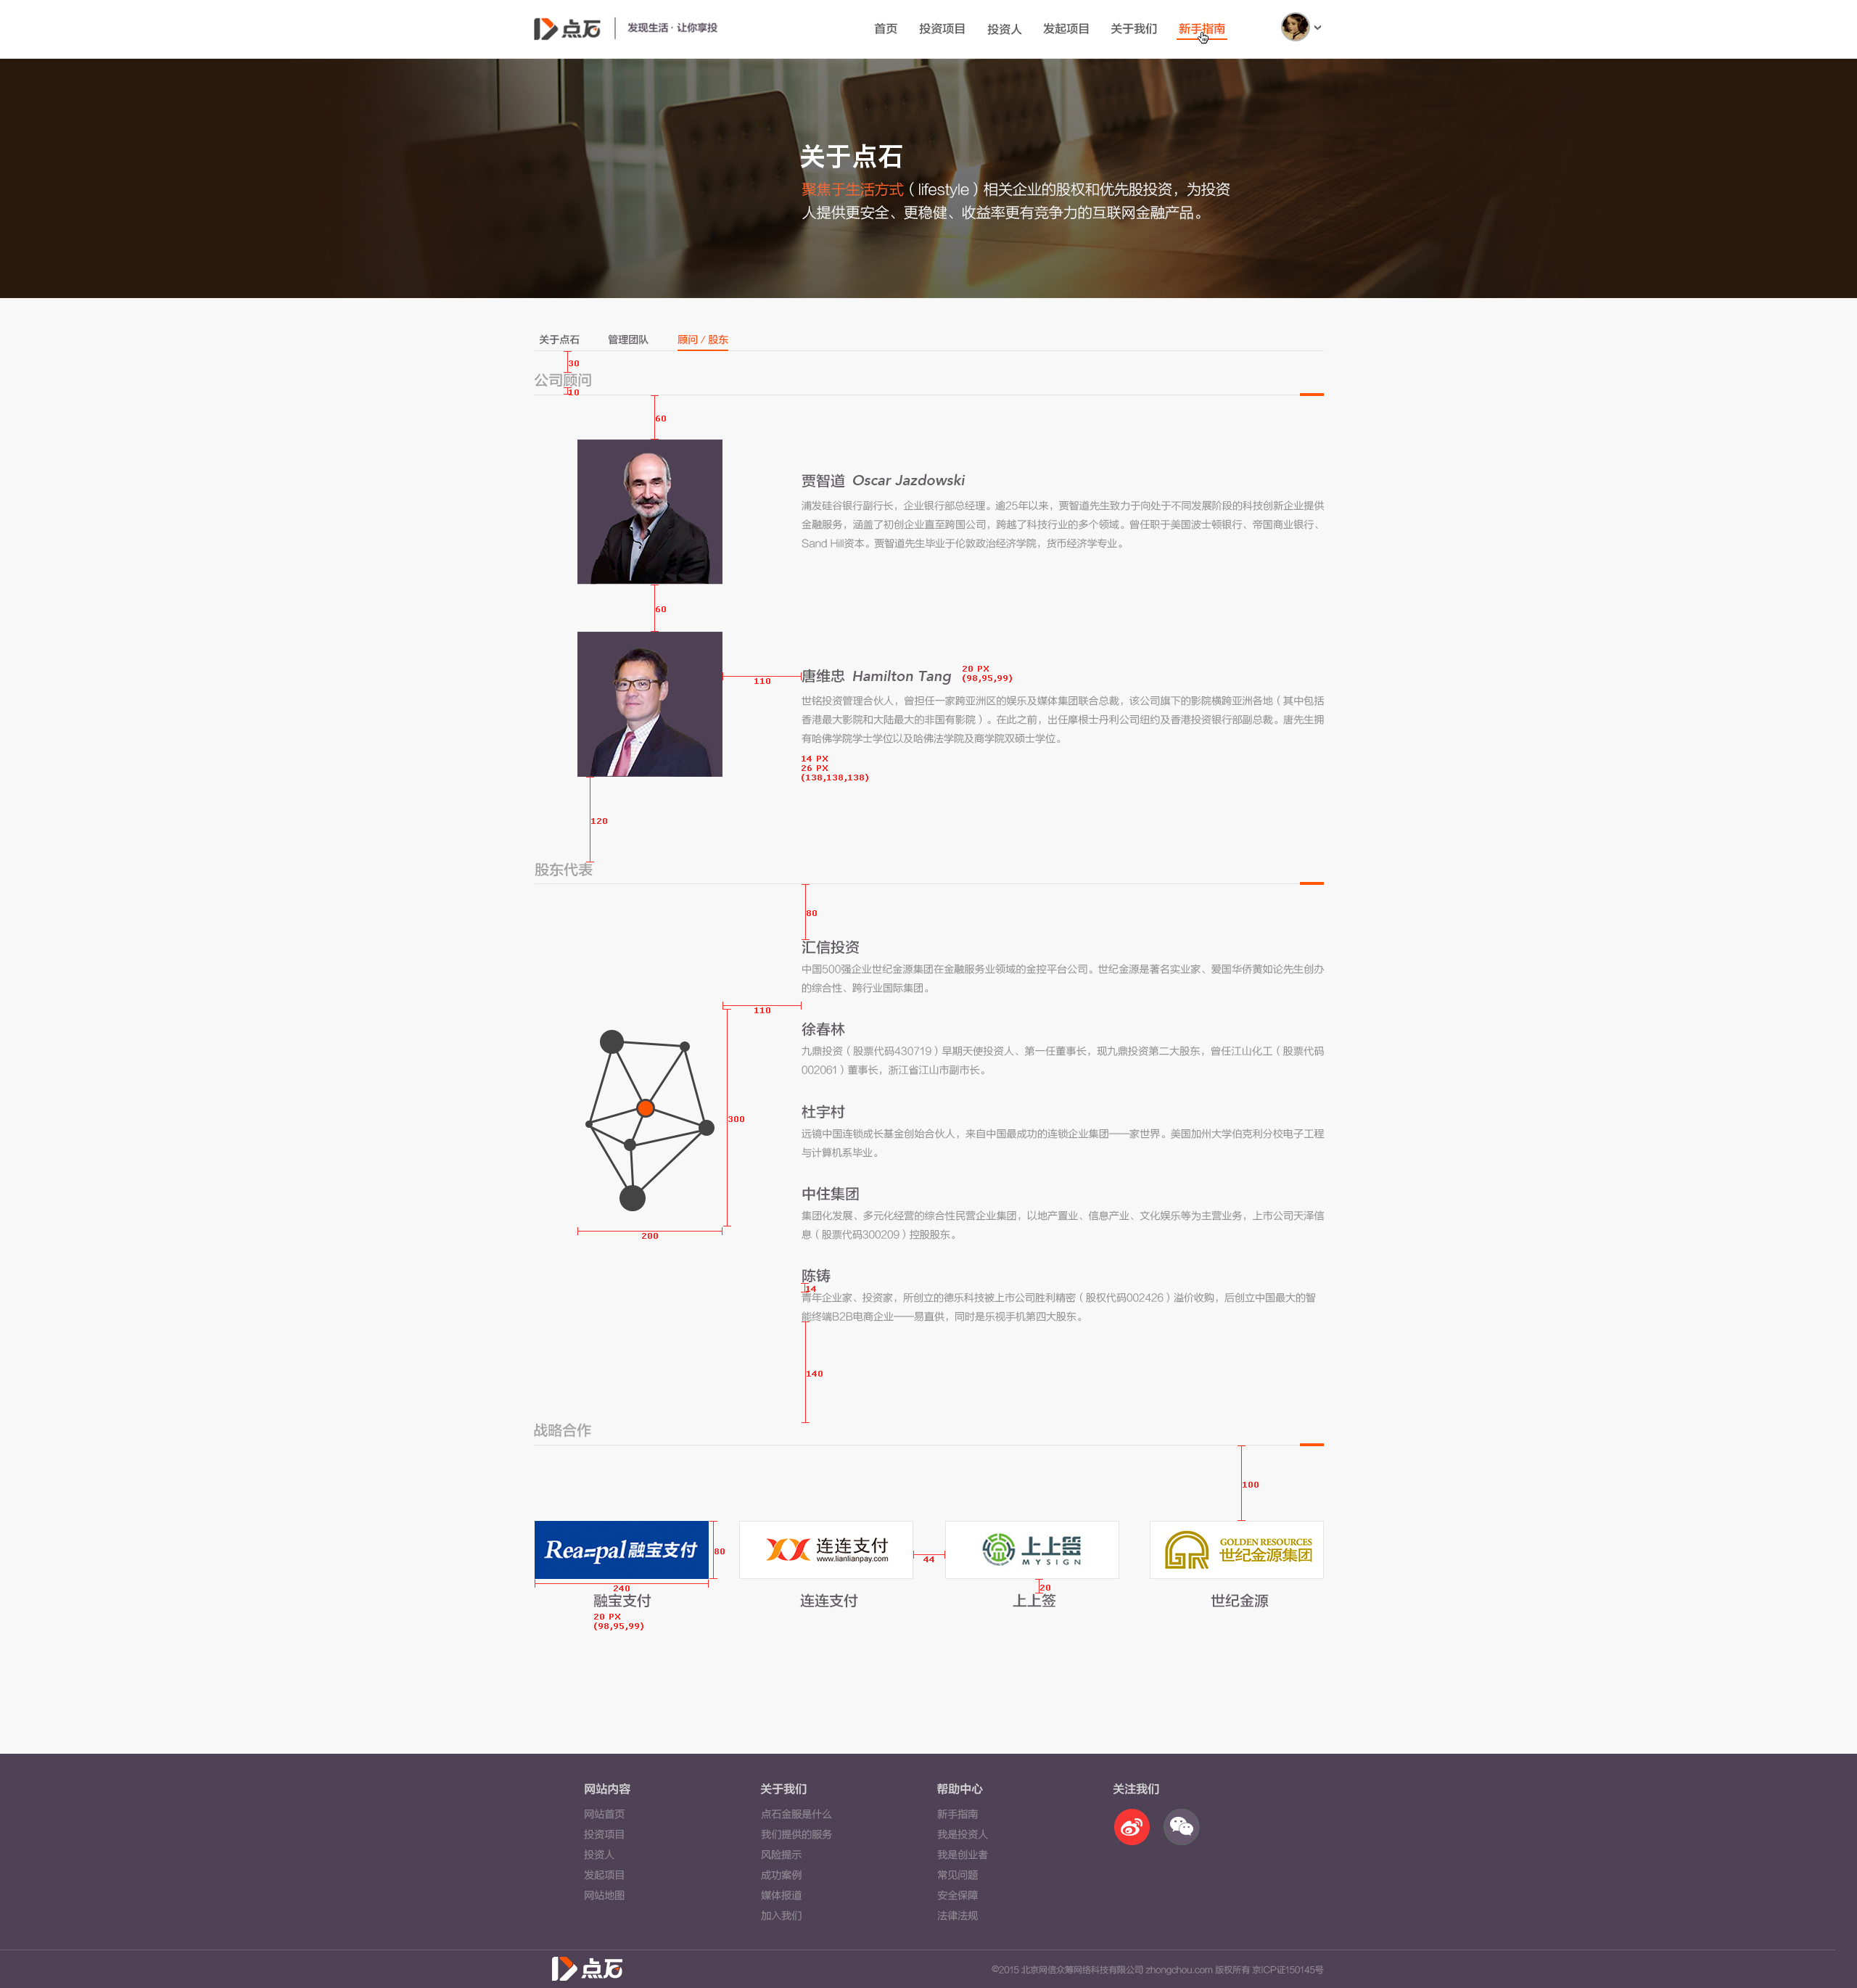 点石
发现生活 · 让你享投
首页 投资项目 投资人 发起项目 关于我们 新手指南
关于点石
聚焦于生活方式（lifestyle）相关企业的股权和优先股投资，为投资
人提供更安全、更稳健、收益率更有竞争力的互联网金融产品。
关于点石 管理团队 顾问 / 股东
30
公司顾问
10
60
贾智道 Oscar Jazdowski
浦发硅谷银行副行长，企业银行部总经理。逾25年以来，贾智道先生致力于向处于不同发展阶段的科技创新企业提供
金融服务，涵盖了初创企业直至跨国公司，跨越了科技行业的多个领域。曾任职于美国波士顿银行、帝国商业银行、
Sand Hill资本。贾智道先生毕业于伦敦政治经济学院，货币经济学专业。
60
110
唐维忠 Hamilton Tang
20 PX
(98,95,99)
世铭投资管理合伙人，曾担任一家跨亚洲区的娱乐及媒体集团联合总裁，该公司旗下的影院横跨亚洲各地（其中包括
香港最大影院和大陆最大的非国有影院）。在此之前，出任摩根士丹利公司纽约及香港投资银行部副总裁。唐先生拥
有哈佛学院学士学位以及哈佛法学院及商学院双硕士学位。
14 PX
26 PX
(138,138,138)
120
股东代表
80
汇信投资
中国500强企业世纪金源集团在金融服务业领域的金控平台公司。世纪金源是著名实业家、爱国华侨黄如论先生创办
的综合性、跨行业国际集团。
110
徐春林
九鼎投资（股票代码430719）早期天使投资人、第一任董事长，现九鼎投资第二大股东，曾任江山化工（股票代码
002061）董事长，浙江省江山市副市长。
300
杜宇村
远镜中国连锁成长基金创始合伙人，来自中国最成功的连锁企业集团——家世界。美国加州大学伯克利分校电子工程
与计算机系毕业。
中住集团
集团化发展、多元化经营的综合性民营企业集团，以地产置业、信息产业、文化娱乐等为主营业务，上市公司天泽信
息（股票代码300209）控股股东。
200
陈铸
14
青年企业家、投资家，所创立的德乐科技被上市公司胜利精密（股权代码002426）溢价收购，后创立中国最大的智
能终端B2B电商企业——易直供，同时是乐视手机第四大股东。
140
战略合作
100
Reapal 融宝支付
80
连连支付
www.lianlianpay.com
44
上上签
MYSIGN
GOLDEN RESOURCES
世纪金源集团
240
20
融宝支付 连连支付 上上签 世纪金源
20 PX
(98,95,99)
网站内容
网站首页
投资项目
投资人
发起项目
网站地图
关于我们
点石金服是什么
我们提供的服务
风险提示
成功案例
媒体报道
加入我们
帮助中心
新手指南
我是投资人
我是创业者
常见问题
安全保障
法律法规
关注我们
点石
©2015 北京网信众筹网络科技有限公司 zhongchou.com 版权所有 京ICP证150145号